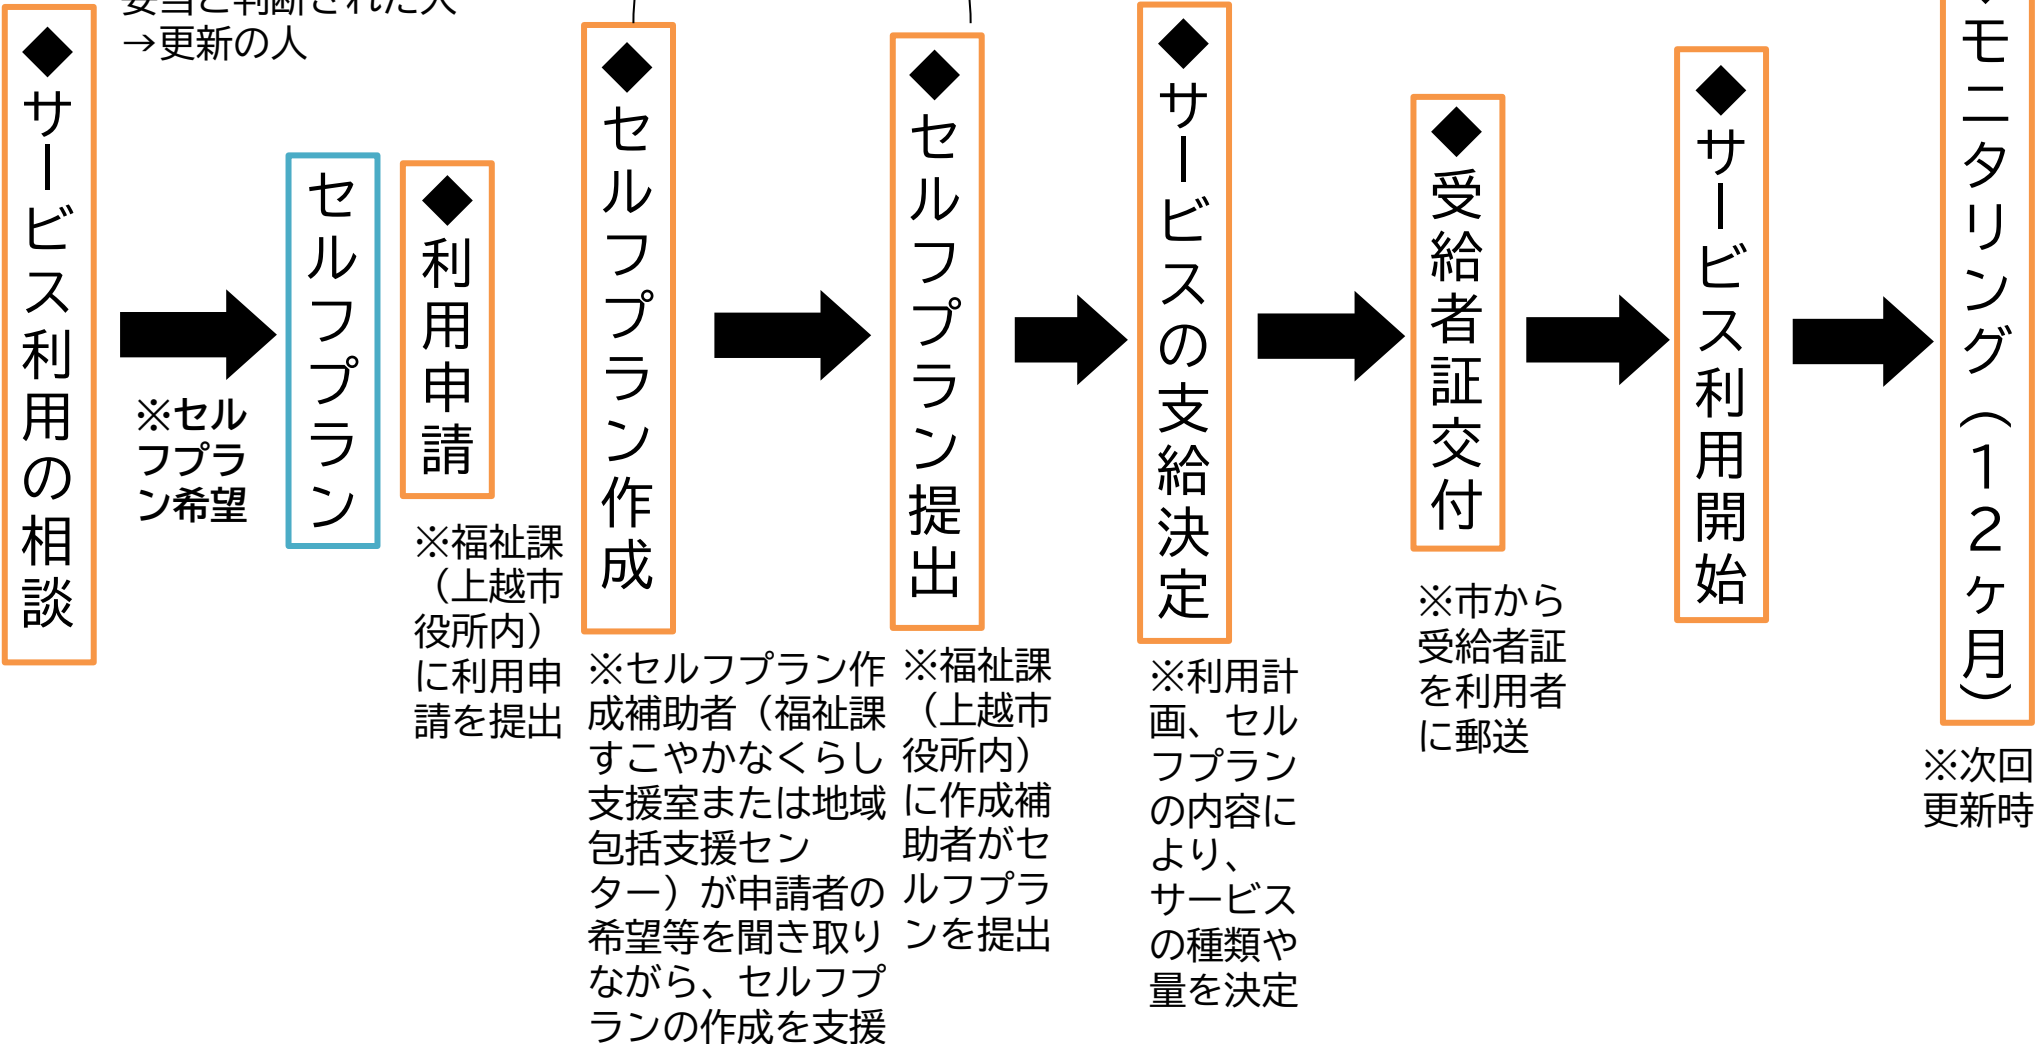 妥当と判断された人
→更新の人
◆サービス利用の相談
※セル
フプラ
ン希望
セルフプラン
◆利用申請
※福祉課
（上越市
役所内）
に利用申
請を提出
◆セルフプラン作成
※セルフプラン作
成補助者（福祉課
すこやかなくらし
支援室または地域
包括支援セン
ター）が申請者の
希望等を聞き取り
ながら、セルフプ
ランの作成を支援
◆セルフプラン提出
※福祉課
（上越市
役所内）
に作成補
助者がセ
ルフプラ
ンを提出
◆サービスの支給決定
※利用計
画、セル
フプラン
の内容に
より、
サービス
の種類や
量を決定
◆受給者証交付
※市から
受給者証
を利用者
に郵送
◆サービス利用開始
◆モニタリング（１２ヶ月）
※次回
更新時